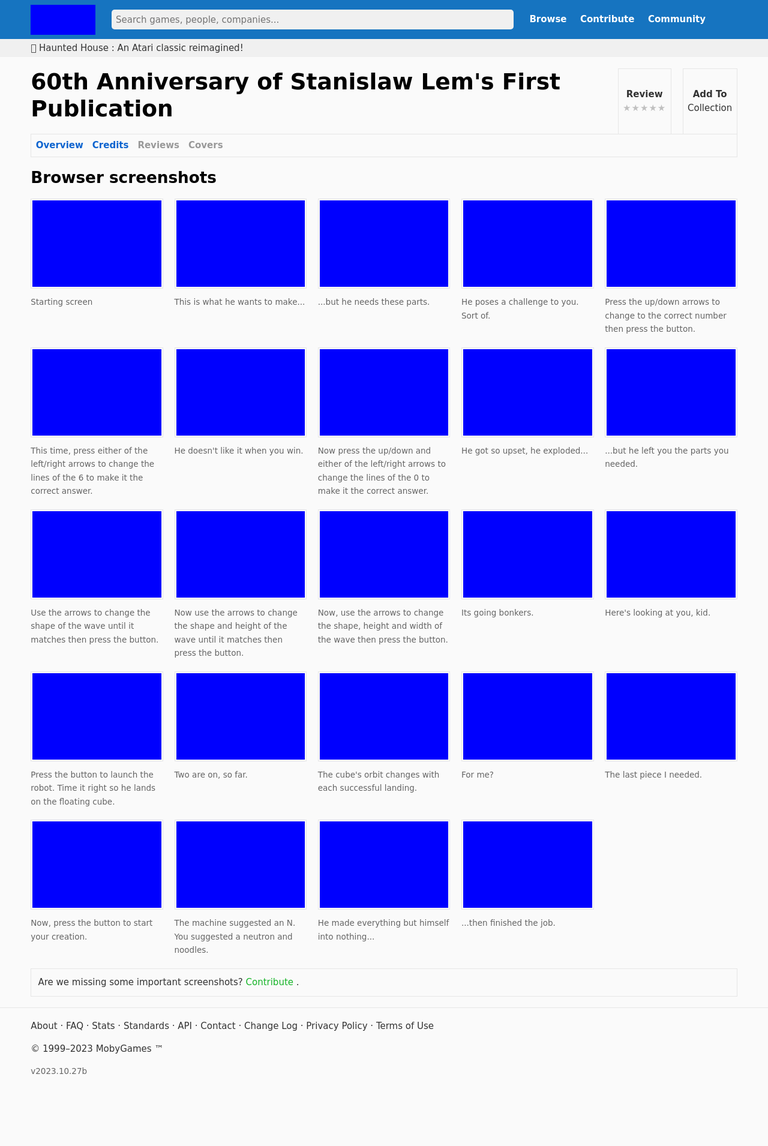 Search games, people, companies...
Browse Contribute Community
Haunted House : An Atari classic reimagined!
60th Anniversary of Stanislaw Lem's First
Publication
Review
★★★★★
Add To
Collection
Overview Credits Reviews Covers
Browser screenshots
Starting screen
This is what he wants to make...
...but he needs these parts.
He poses a challenge to you.
Sort of.
Press the up/down arrows to
change to the correct number
then press the button.
This time, press either of the
left/right arrows to change the
lines of the 6 to make it the
correct answer.
He doesn't like it when you win.
Now press the up/down and
either of the left/right arrows to
change the lines of the 0 to
make it the correct answer.
He got so upset, he exploded...
...but he left you the parts you
needed.
Use the arrows to change the
shape of the wave until it
matches then press the button.
Now use the arrows to change
the shape and height of the
wave until it matches then
press the button.
Now, use the arrows to change
the shape, height and width of
the wave then press the button.
Its going bonkers.
Here's looking at you, kid.
Press the button to launch the
robot. Time it right so he lands
on the floating cube.
Two are on, so far.
The cube's orbit changes with
each successful landing.
For me?
The last piece I needed.
Now, press the button to start
your creation.
The machine suggested an N.
You suggested a neutron and
noodles.
He made everything but himself
into nothing...
...then finished the job.
Are we missing some important screenshots? Contribute .
About · FAQ · Stats · Standards · API · Contact · Change Log · Privacy Policy · Terms of Use
© 1999–2023 MobyGames ™
v2023.10.27b